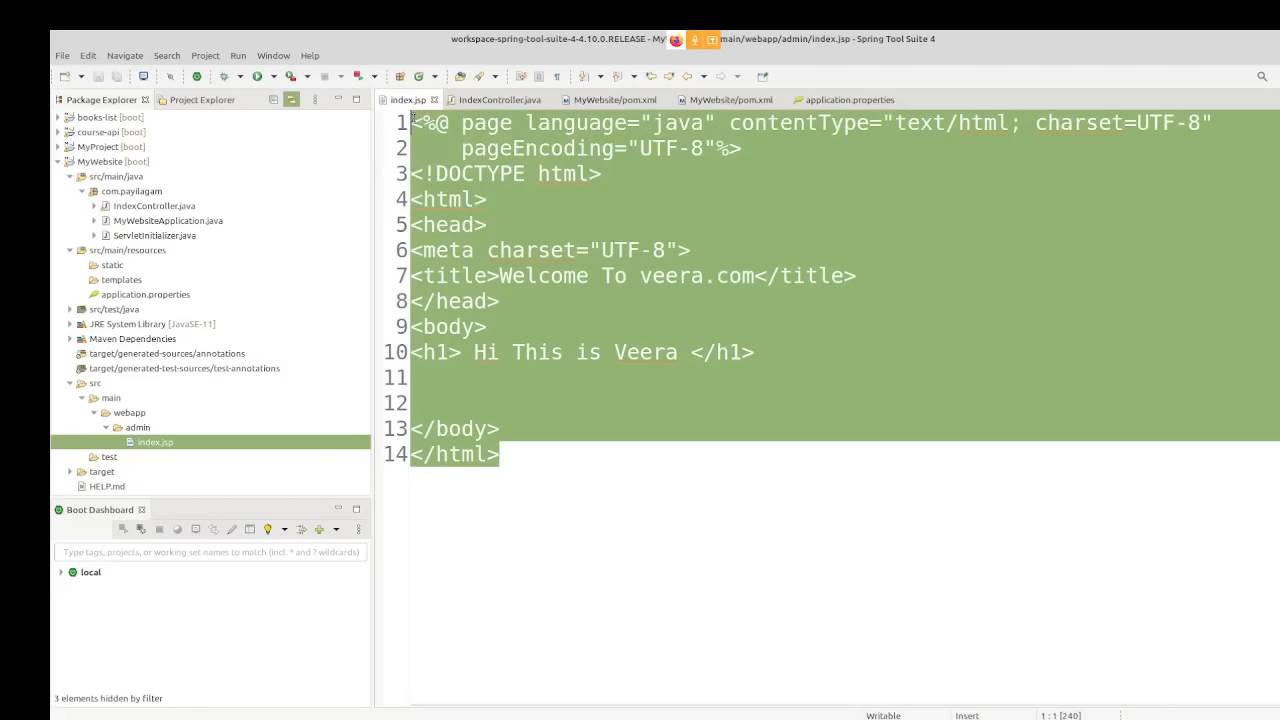 workspace-spring-tool-suite-4-4.10.0.RELEASE - My main/webapp/admin/index.jsp - Spring Tool Suite 4
File Edit Navigate Search Project Run Window Help
Package Explorer Project Explorer
index.jsp IndexController.java MyWebsite/pom.xml MyWebsite/pom.xml application.properties
books-list [boot]
course-api [boot]
MyProject [boot]
MyWebsite [boot]
src/main/java
com.payilagam
IndexController.java
MyWebsiteApplication.java
ServletInitializer.java
src/main/resources
static
templates
application.properties
src/test/java
JRE System Library [JavaSE-11]
Maven Dependencies
target/generated-sources/annotations
target/generated-test-sources/test-annotations
src
main
webapp
admin
index.jsp
test
target
HELP.md
1 <%@ page language="java" contentType="text/html; charset=UTF-8"
2 pageEncoding="UTF-8"%>
3 <!DOCTYPE html>
4 <html>
5 <head>
6 <meta charset="UTF-8">
7 <title>Welcome To veera.com</title>
8 </head>
9 <body>
10 <h1> Hi This is Veera </h1>
11
12
13 </body>
14 </html>
Boot Dashboard
Type tags, projects, or working set names to match (incl. * and ? wildcards)
local
3 elements hidden by filter
Writable Insert 1 : 1 [240]